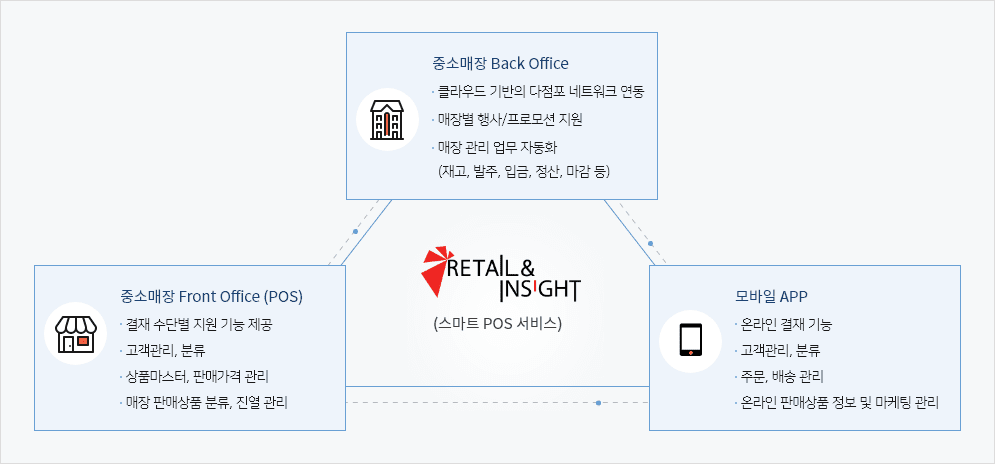 중소매장 Back Office
· 클라우드 기반의 다점포 네트워크 연동
· 매장별 행사/프로모션 지원
· 매장 관리 업무 자동화
(재고, 발주, 입금, 정산, 마감 등)
RETAIL &
INSIGHT
(스마트 POS 서비스)
중소매장 Front Office (POS)
· 결재 수단별 지원 기능 제공
· 고객관리, 분류
· 상품마스터, 판매가격 관리
· 매장 판매상품 분류, 진열 관리
모바일 APP
· 온라인 결재 기능
· 고객관리, 분류
· 주문, 배송 관리
· 온라인 판매상품 정보 및 마케팅 관리